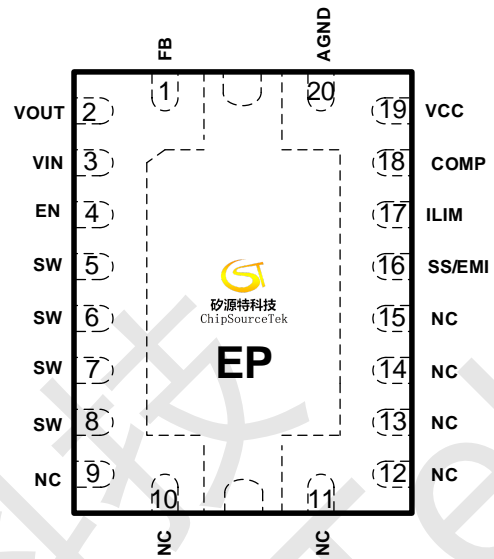 FB
AGND
1
20
VOUT 2
19 VCC
VIN 3
18 COMP
EN 4
17 ILIM
SW 5
16 SS/EMI
SW 6
15 NC
SW 7
14 NC
SW 8
13 NC
NC 9
12 NC
10
11
NC
NC
矽源特科技
ChipSourceTek
EP